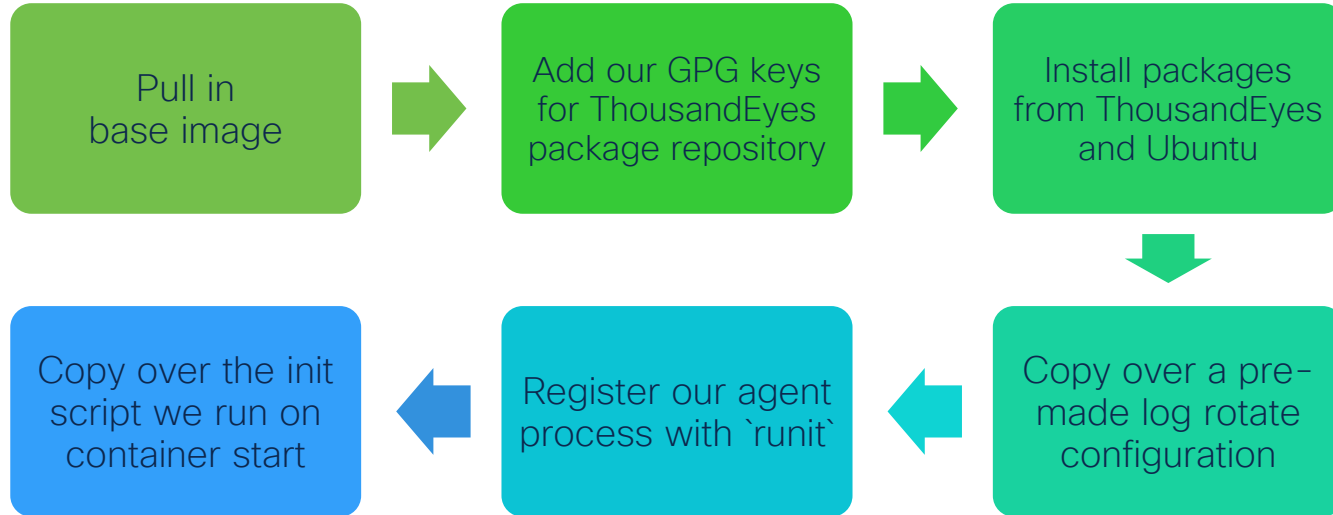 Pull in
base image
Add our GPG keys
for ThousandEyes
package repository
Install packages
from ThousandEyes
and Ubuntu
Copy over a pre-
made log rotate
configuration
Register our agent
process with `runit`
Copy over the init
script we run on
container start